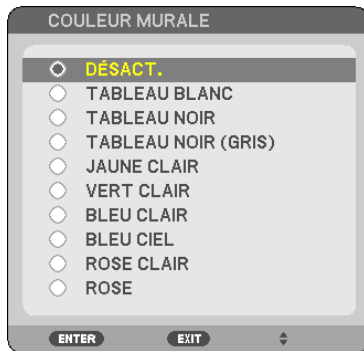 COULEUR MURALE
DÉSACT.
TABLEAU BLANC
TABLEAU NOIR
TABLEAU NOIR (GRIS)
JAUNE CLAIR
VERT CLAIR
BLEU CLAIR
BLEU CIEL
ROSE CLAIR
ROSE
ENTER EXIT